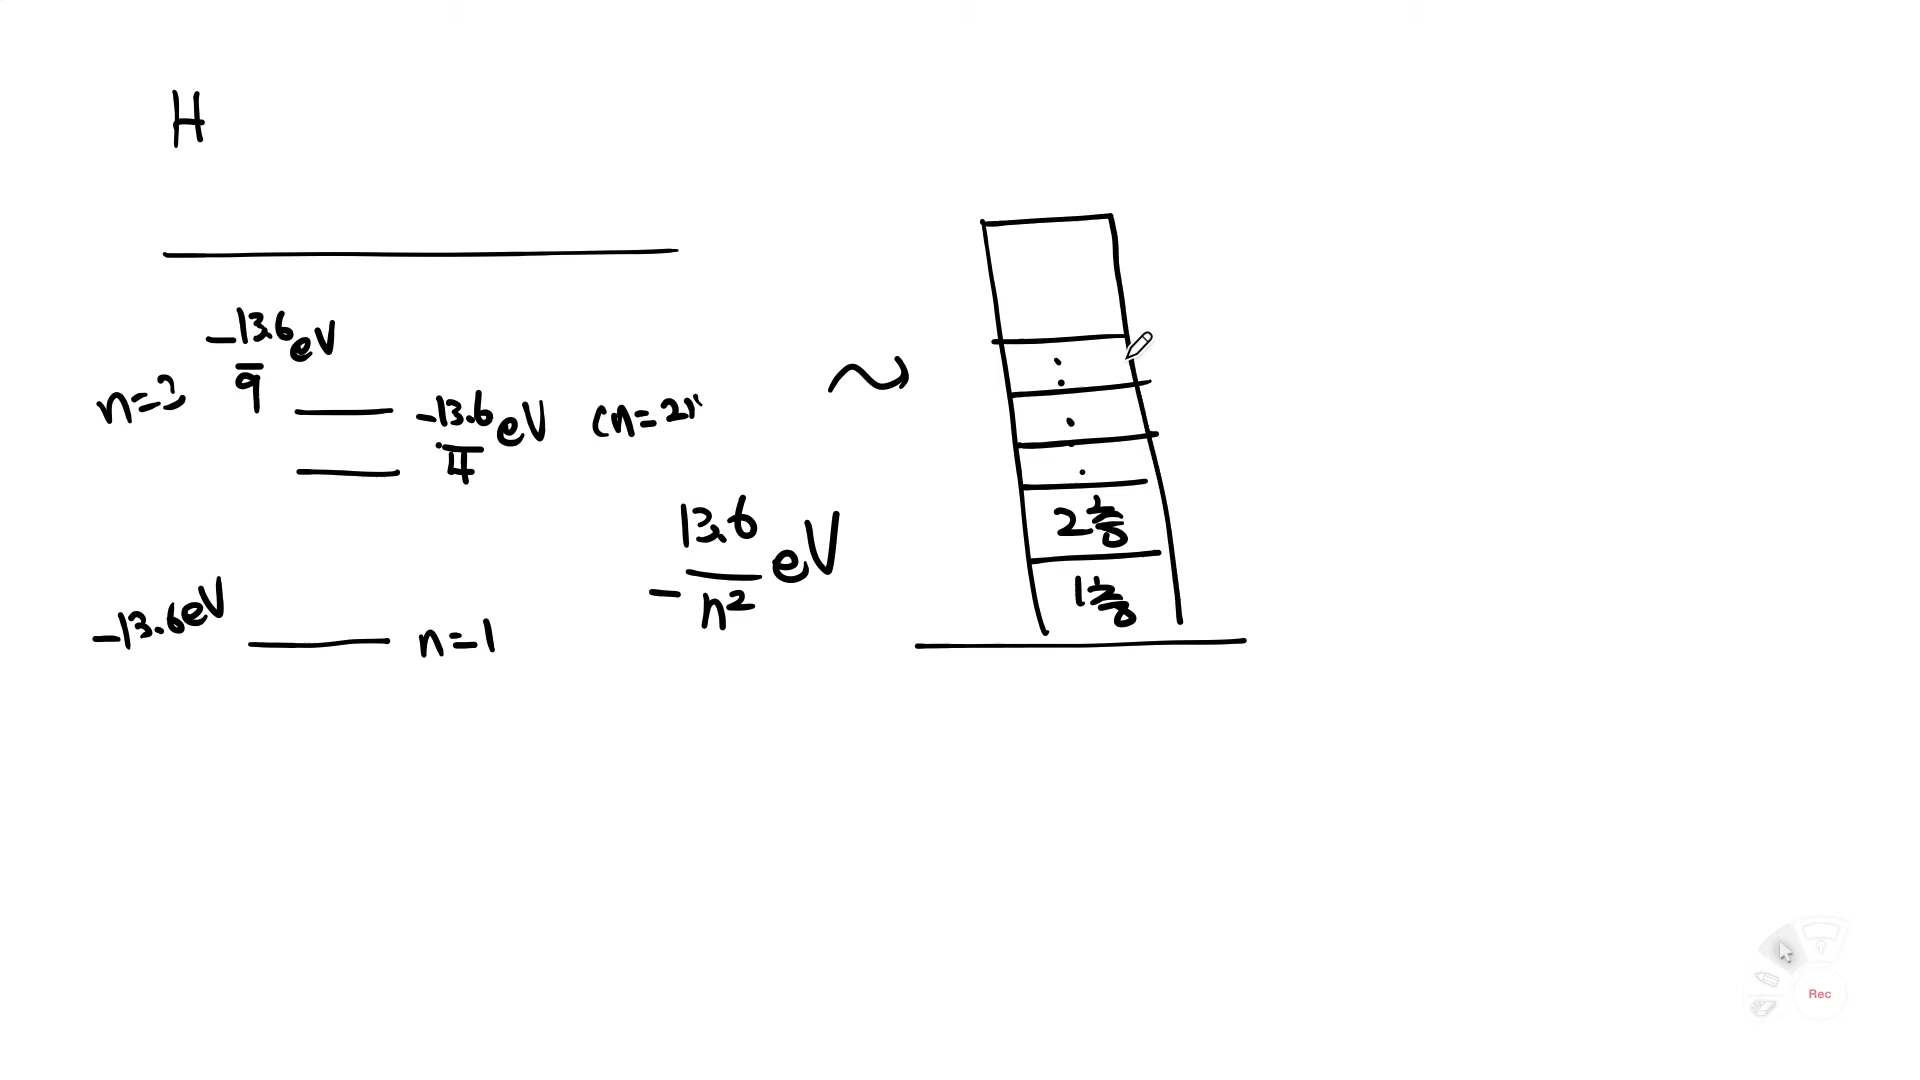 H
n=3 -13.6/9 eV
-13.6/4 eV (n=2)
-13.6/n² eV
-13.6eV n=1
2층
1층
Rec